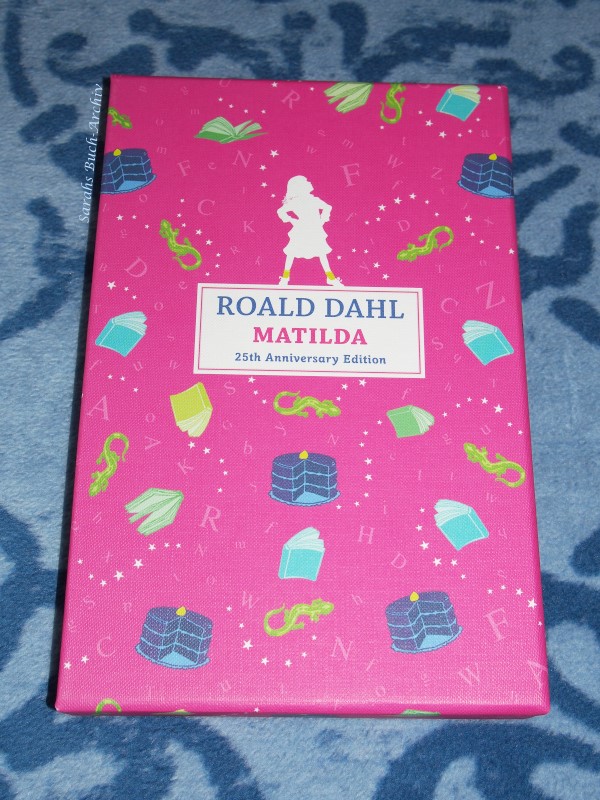 Sarahs Buch-Archiv
ROALD DAHL
MATILDA
25th Anniversary Edition